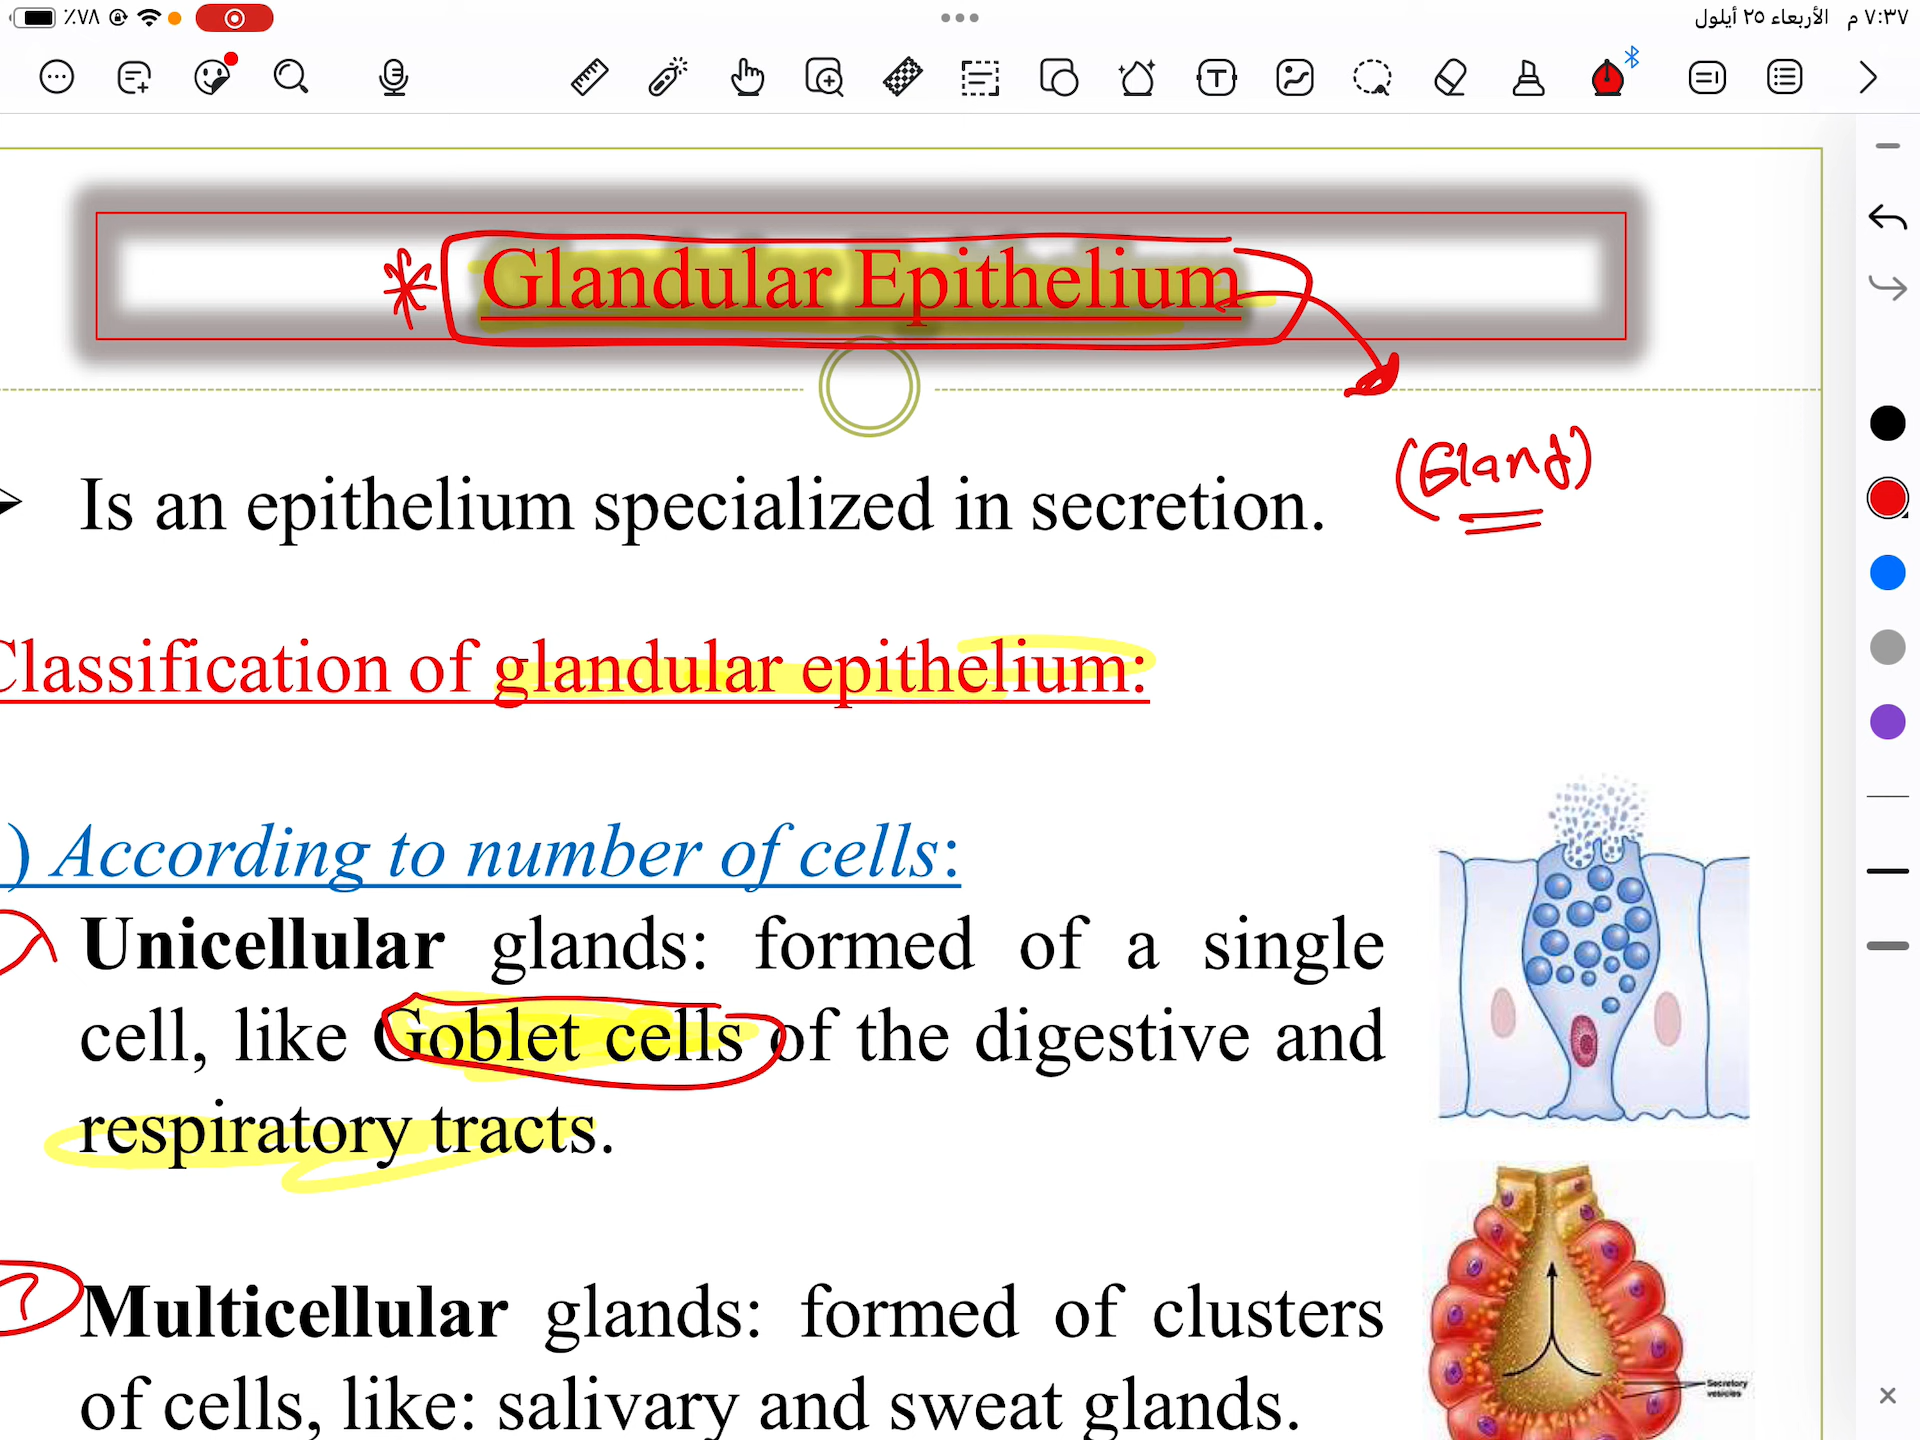 ٪٧٨
٧:٣٧ م الأربعاء ٢٥ أيلول
Glandular Epithelium
(Gland)
Is an epithelium specialized in secretion.
Classification of glandular epithelium:
) According to number of cells:
Unicellular glands: formed of a single
cell, like Goblet cells of the digestive and
respiratory tracts.
Multicellular glands: formed of clusters
of cells, like: salivary and sweat glands.
Secretory
vesicles